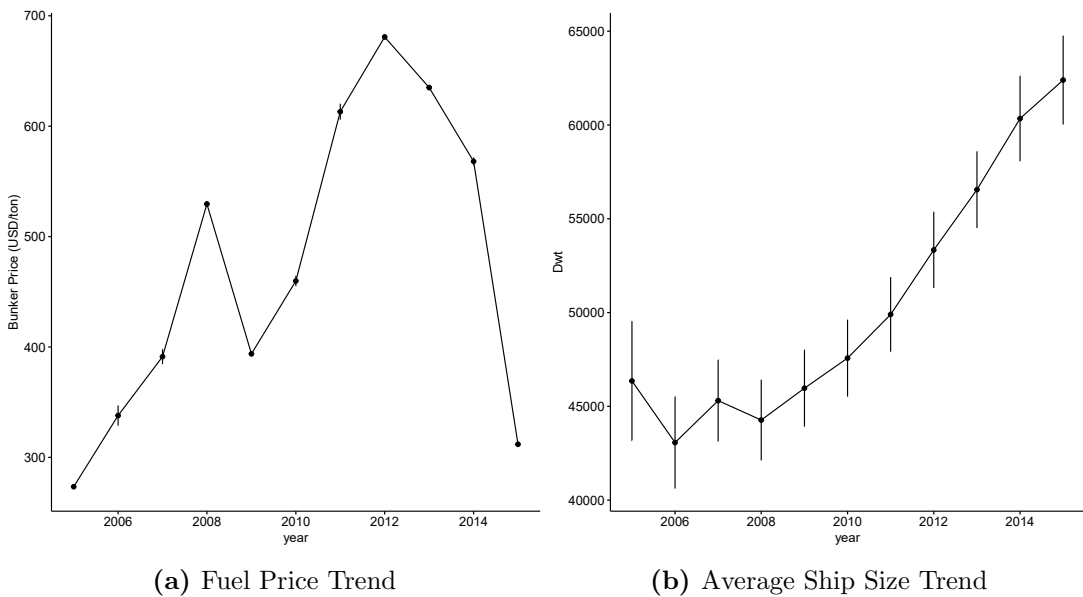 700
600
500
400
300
Bunker Price (USD/ton)
2006 2008 2010 2012 2014
year
(a) Fuel Price Trend
65000
60000
55000
50000
45000
40000
Dwt
2006 2008 2010 2012 2014
year
(b) Average Ship Size Trend